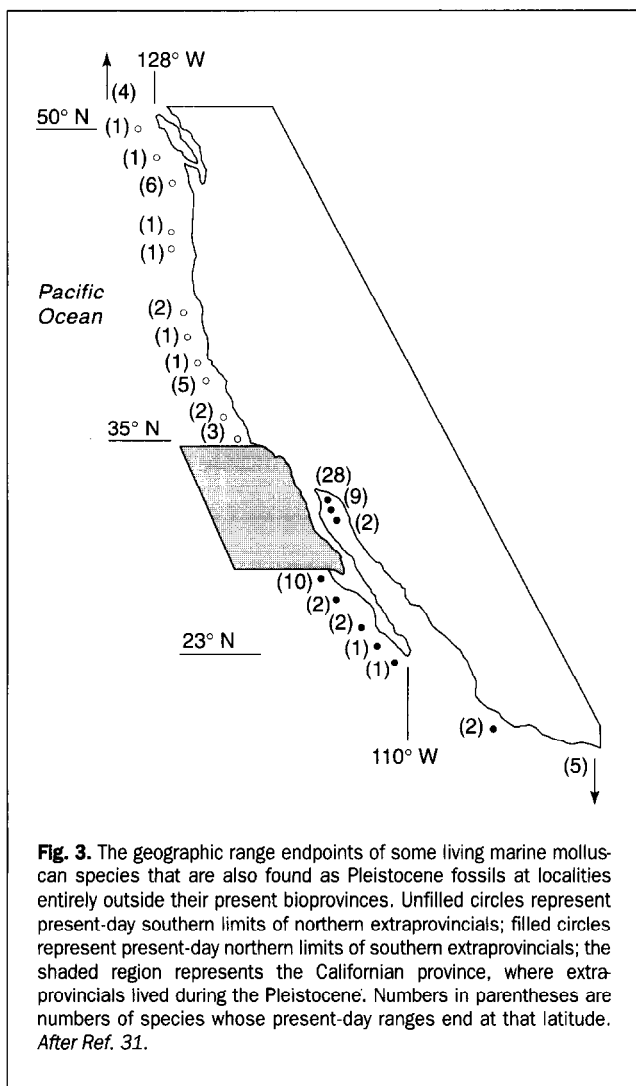 128° W
(4)
50° N
(1)
(1)
(6)
(1)
(1)
Pacific
Ocean
(2)
(1)
(1)
(5)
(2)
35° N
(3)
(28)
(9)
(2)
(10)
(2)
(2)
23° N
(1)
(1)
(2)
110° W
(5)
Fig. 3. The geographic range endpoints of some living marine mollus-
can species that are also found as Pleistocene fossils at localities
entirely outside their present bioprovinces. Unfilled circles represent
present-day southern limits of northern extraprovincials; filled circles
represent present-day northern limits of southern extraprovincials; the
shaded region represents the Californian province, where extra-
provincials lived during the Pleistocene. Numbers in parentheses are
numbers of species whose present-day ranges end at that latitude.
After Ref. 31.